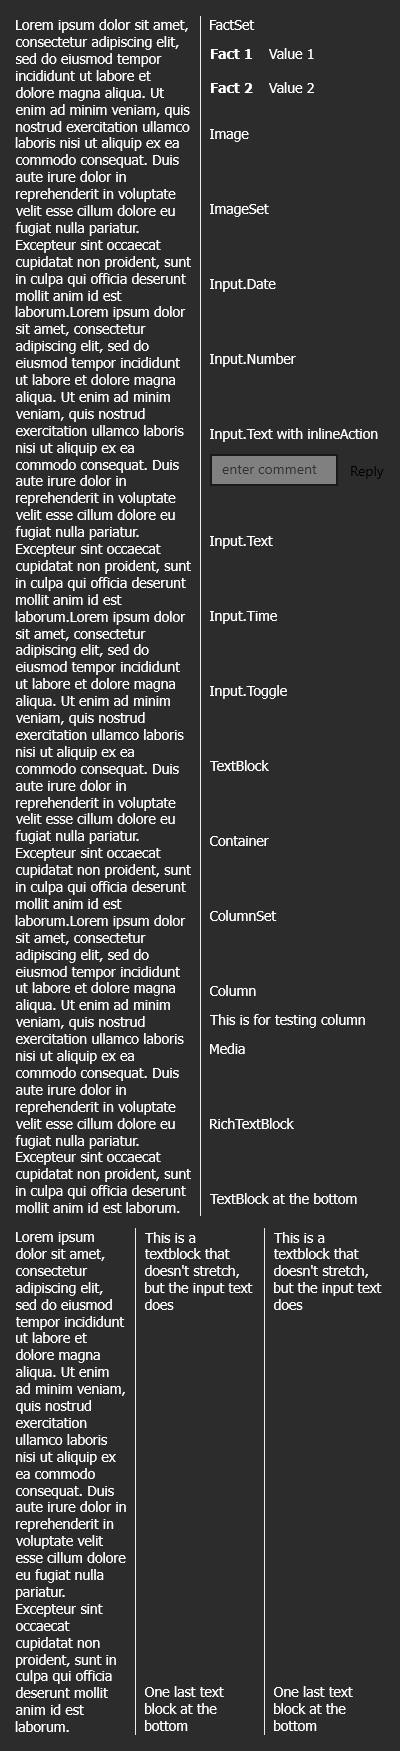 Lorem ipsum dolor sit amet,
consectetur adipiscing elit,
sed do eiusmod tempor
incididunt ut labore et
dolore magna aliqua. Ut
enim ad minim veniam, quis
nostrud exercitation ullamco
laboris nisi ut aliquip ex ea
commodo consequat. Duis
aute irure dolor in
reprehenderit in voluptate
velit esse cillum dolore eu
fugiat nulla pariatur.
Excepteur sint occaecat
cupidatat non proident, sunt
in culpa qui officia deserunt
mollit anim id est
laborum.Lorem ipsum dolor
sit amet, consectetur
adipiscing elit, sed do
eiusmod tempor incididunt
ut labore et dolore magna
aliqua. Ut enim ad minim
veniam, quis nostrud
exercitation ullamco laboris
nisi ut aliquip ex ea
commodo consequat. Duis
aute irure dolor in
reprehenderit in voluptate
velit esse cillum dolore eu
fugiat nulla pariatur.
Excepteur sint occaecat
cupidatat non proident, sunt
in culpa qui officia deserunt
mollit anim id est
laborum.Lorem ipsum dolor
sit amet, consectetur
adipiscing elit, sed do
eiusmod tempor incididunt
ut labore et dolore magna
aliqua. Ut enim ad minim
veniam, quis nostrud
exercitation ullamco laboris
nisi ut aliquip ex ea
commodo consequat. Duis
aute irure dolor in
reprehenderit in voluptate
velit esse cillum dolore eu
fugiat nulla pariatur.
Excepteur sint occaecat
cupidatat non proident, sunt
in culpa qui officia deserunt
mollit anim id est
laborum.Lorem ipsum dolor
sit amet, consectetur
adipiscing elit, sed do
eiusmod tempor incididunt
ut labore et dolore magna
aliqua. Ut enim ad minim
veniam, quis nostrud
exercitation ullamco laboris
nisi ut aliquip ex ea
commodo consequat. Duis
aute irure dolor in
reprehenderit in voluptate
velit esse cillum dolore eu
fugiat nulla pariatur.
Excepteur sint occaecat
cupidatat non proident, sunt
in culpa qui officia deserunt
mollit anim id est laborum.
FactSet
Fact 1 Value 1
Fact 2 Value 2
Image
ImageSet
Input.Date
Input.Number
Input.Text with inlineAction
enter comment Reply
Input.Text
Input.Time
Input.Toggle
TextBlock
Container
ColumnSet
Column
This is for testing column
Media
RichTextBlock
TextBlock at the bottom
Lorem ipsum
dolor sit amet,
consectetur
adipiscing elit,
sed do eiusmod
tempor incididunt
ut labore et
dolore magna
aliqua. Ut enim
ad minim veniam,
quis nostrud
exercitation
ullamco laboris
nisi ut aliquip ex
ea commodo
consequat. Duis
aute irure dolor in
reprehenderit in
voluptate velit
esse cillum dolore
eu fugiat nulla
pariatur.
Excepteur sint
occaecat
cupidatat non
proident, sunt in
culpa qui officia
deserunt mollit
anim id est
laborum.
This is a
textblock that
doesn't stretch,
but the input text
does
One last text
block at the
bottom
This is a
textblock that
doesn't stretch,
but the input text
does
One last text
block at the
bottom